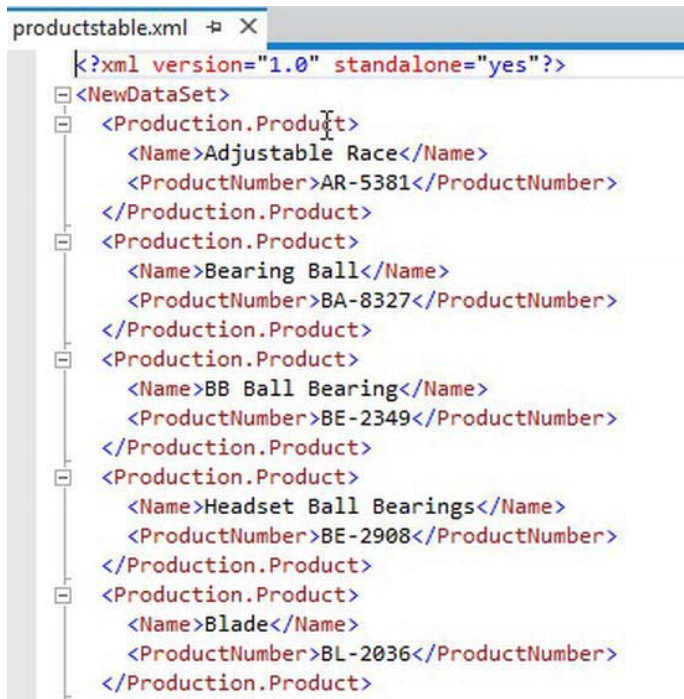 productstable.xml
<?xml version="1.0" standalone="yes"?>
<NewDataSet>
<Production.Product>
<Name>Adjustable Race</Name>
<ProductNumber>AR-5381</ProductNumber>
</Production.Product>
<Production.Product>
<Name>Bearing Ball</Name>
<ProductNumber>BA-8327</ProductNumber>
</Production.Product>
<Production.Product>
<Name>BB Ball Bearing</Name>
<ProductNumber>BE-2349</ProductNumber>
</Production.Product>
<Production.Product>
<Name>Headset Ball Bearings</Name>
<ProductNumber>BE-2908</ProductNumber>
</Production.Product>
<Production.Product>
<Name>Blade</Name>
<ProductNumber>BL-2036</ProductNumber>
</Production.Product>